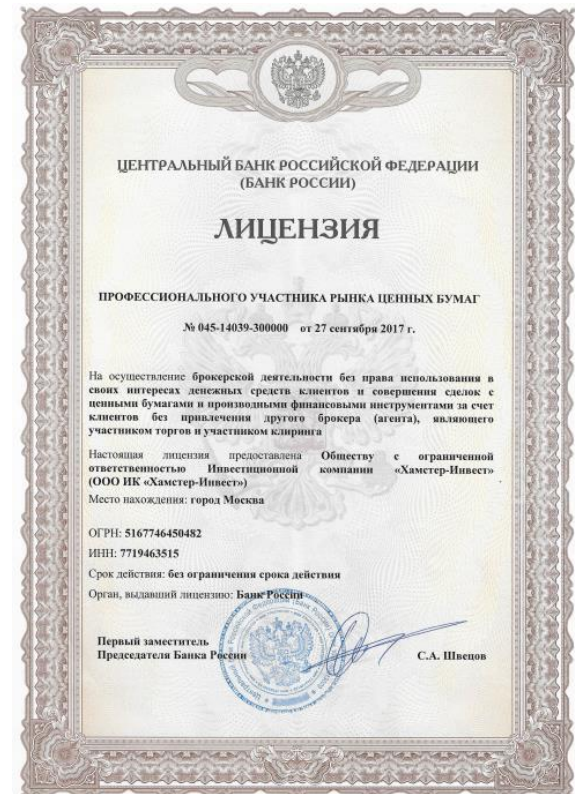 ЦЕНТРАЛЬНЫЙ БАНК РОССИЙСКОЙ ФЕДЕРАЦИИ
(БАНК РОССИИ)
ЛИЦЕНЗИЯ
ПРОФЕССИОНАЛЬНОГО УЧАСТНИКА РЫНКА ЦЕННЫХ БУМАГ
№ 045-14039-300000 от 27 сентября 2017 г.
На осуществление брокерской деятельности без права использования в
своих интересах денежных средств клиентов и совершения сделок с
ценными бумагами и производными финансовыми инструментами за счет
клиентов без привлечения другого брокера (агента), являющего
участником торгов и участником клиринга
Настоящая лицензия предоставлена Обществу с ограниченной
ответственностью Инвестиционной компании «Хамстер-Инвест»
(ООО ИК «Хамстер-Инвест»)
Место нахождения: город Москва
ОГРН: 5167746450482
ИНН: 7719463515
Срок действия: без ограничения срока действия
Орган, выдавший лицензию: Банк России
Первый заместитель
Председателя Банка России
С.А. Швецов